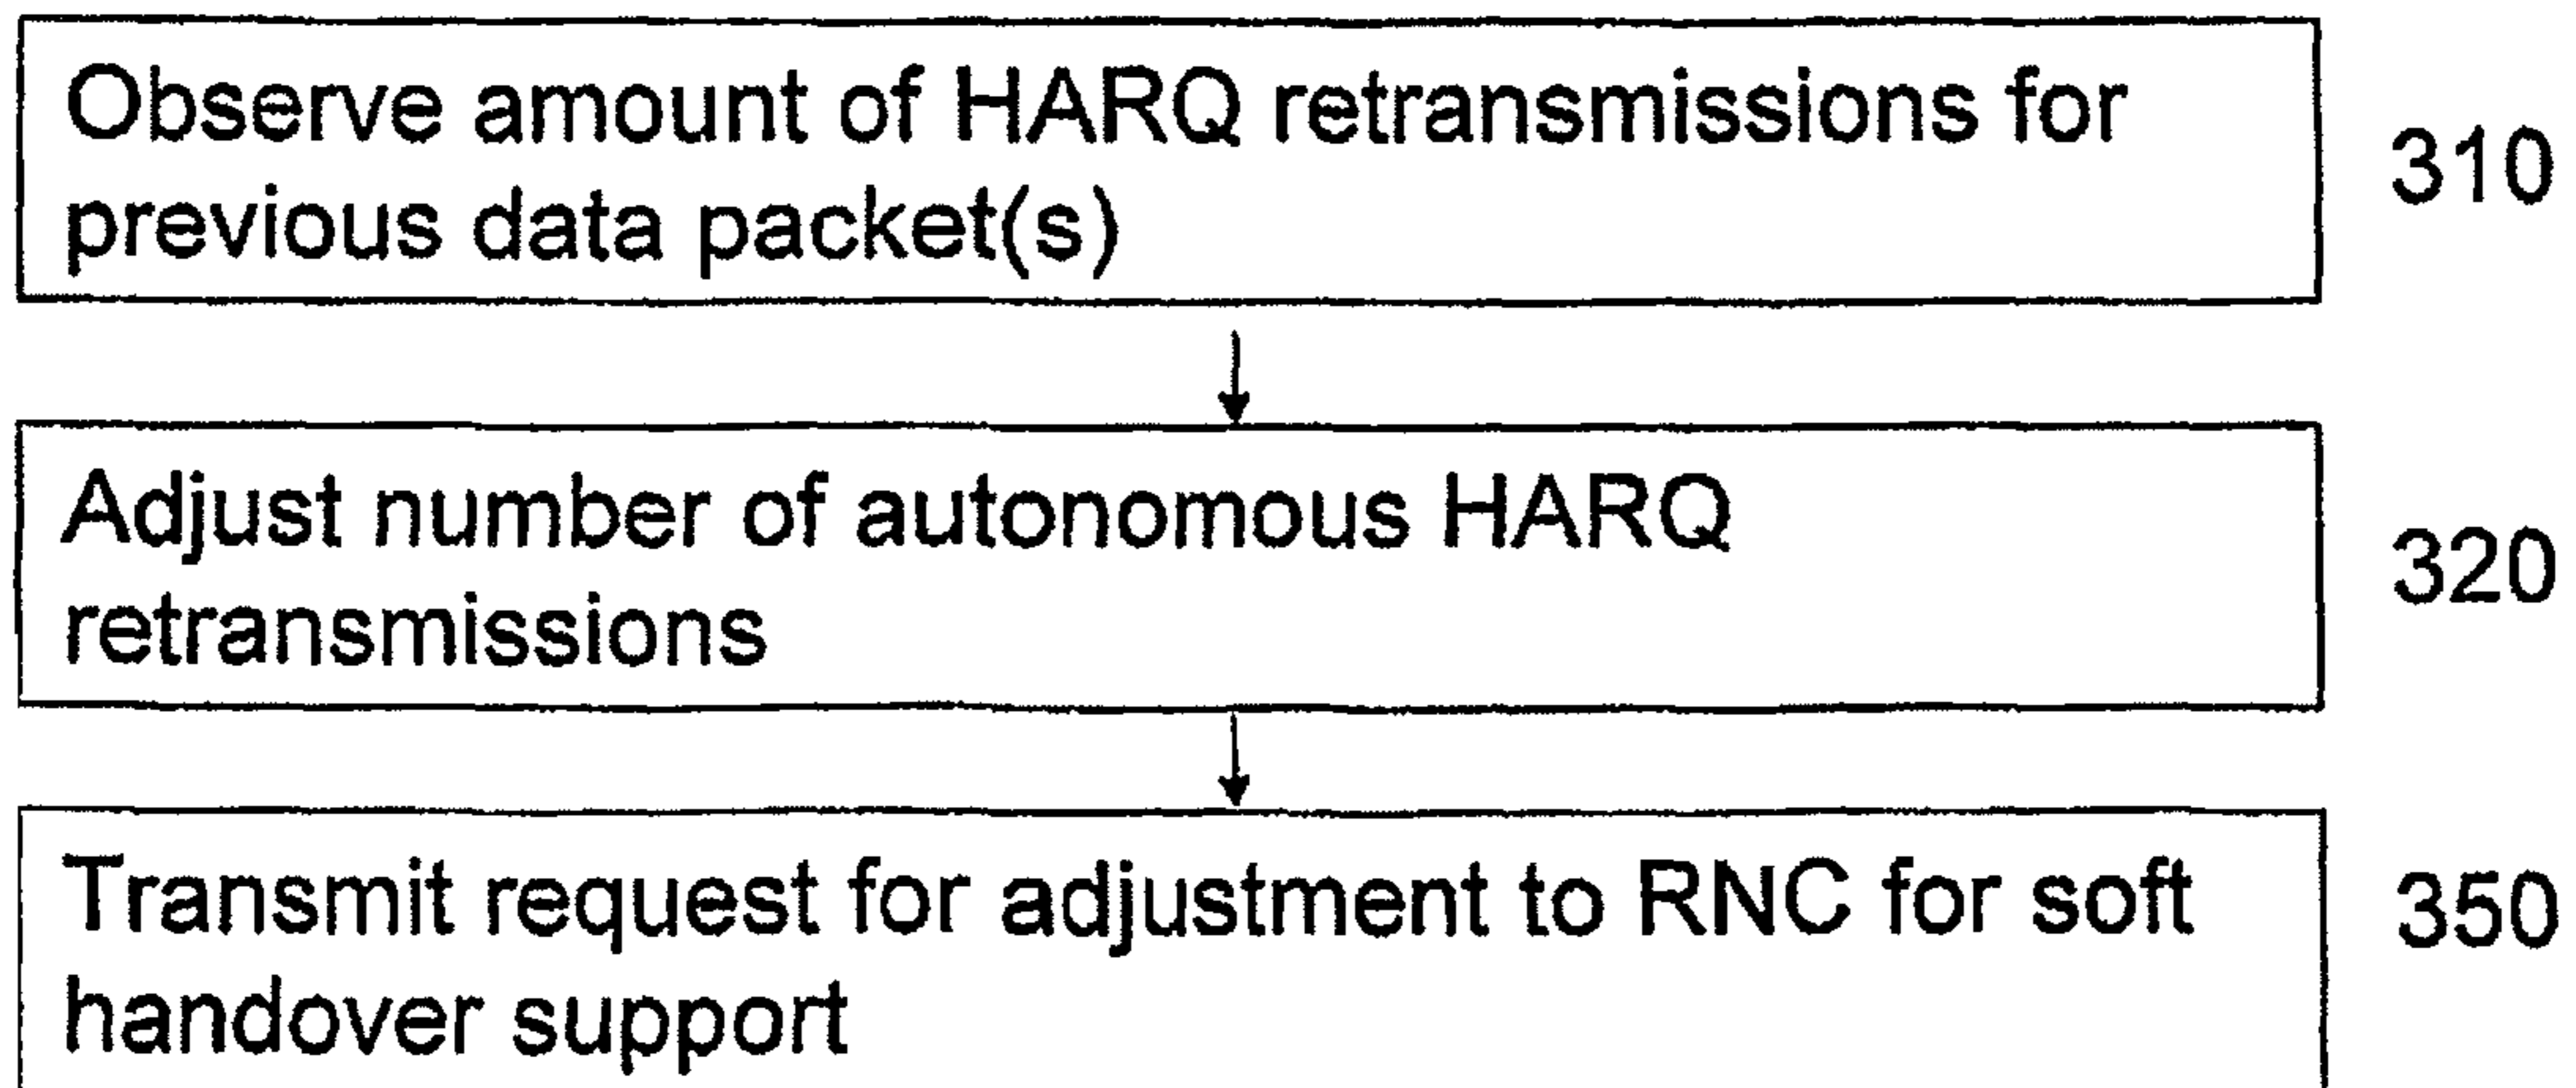 Observe amount of HARQ retransmissions for
previous data packet(s)
310
Adjust number of autonomous HARQ
retransmissions
320
Transmit request for adjustment to RNC for soft
handover support
350